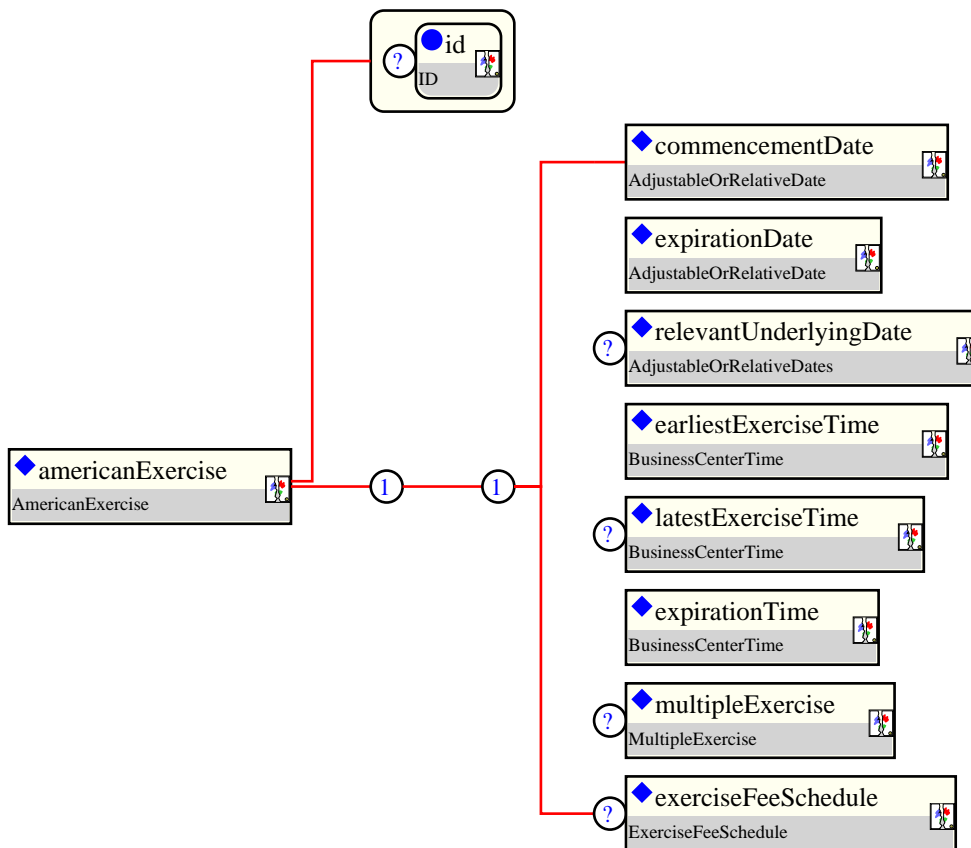 ?
id
ID
commencementDate
AdjustableOrRelativeDate
expirationDate
AdjustableOrRelativeDate
?
relevantUnderlyingDate
AdjustableOrRelativeDates
earliestExerciseTime
BusinessCenterTime
americanExercise
AmericanExercise
1
1
?
latestExerciseTime
BusinessCenterTime
expirationTime
BusinessCenterTime
?
multipleExercise
MultipleExercise
?
exerciseFeeSchedule
ExerciseFeeSchedule